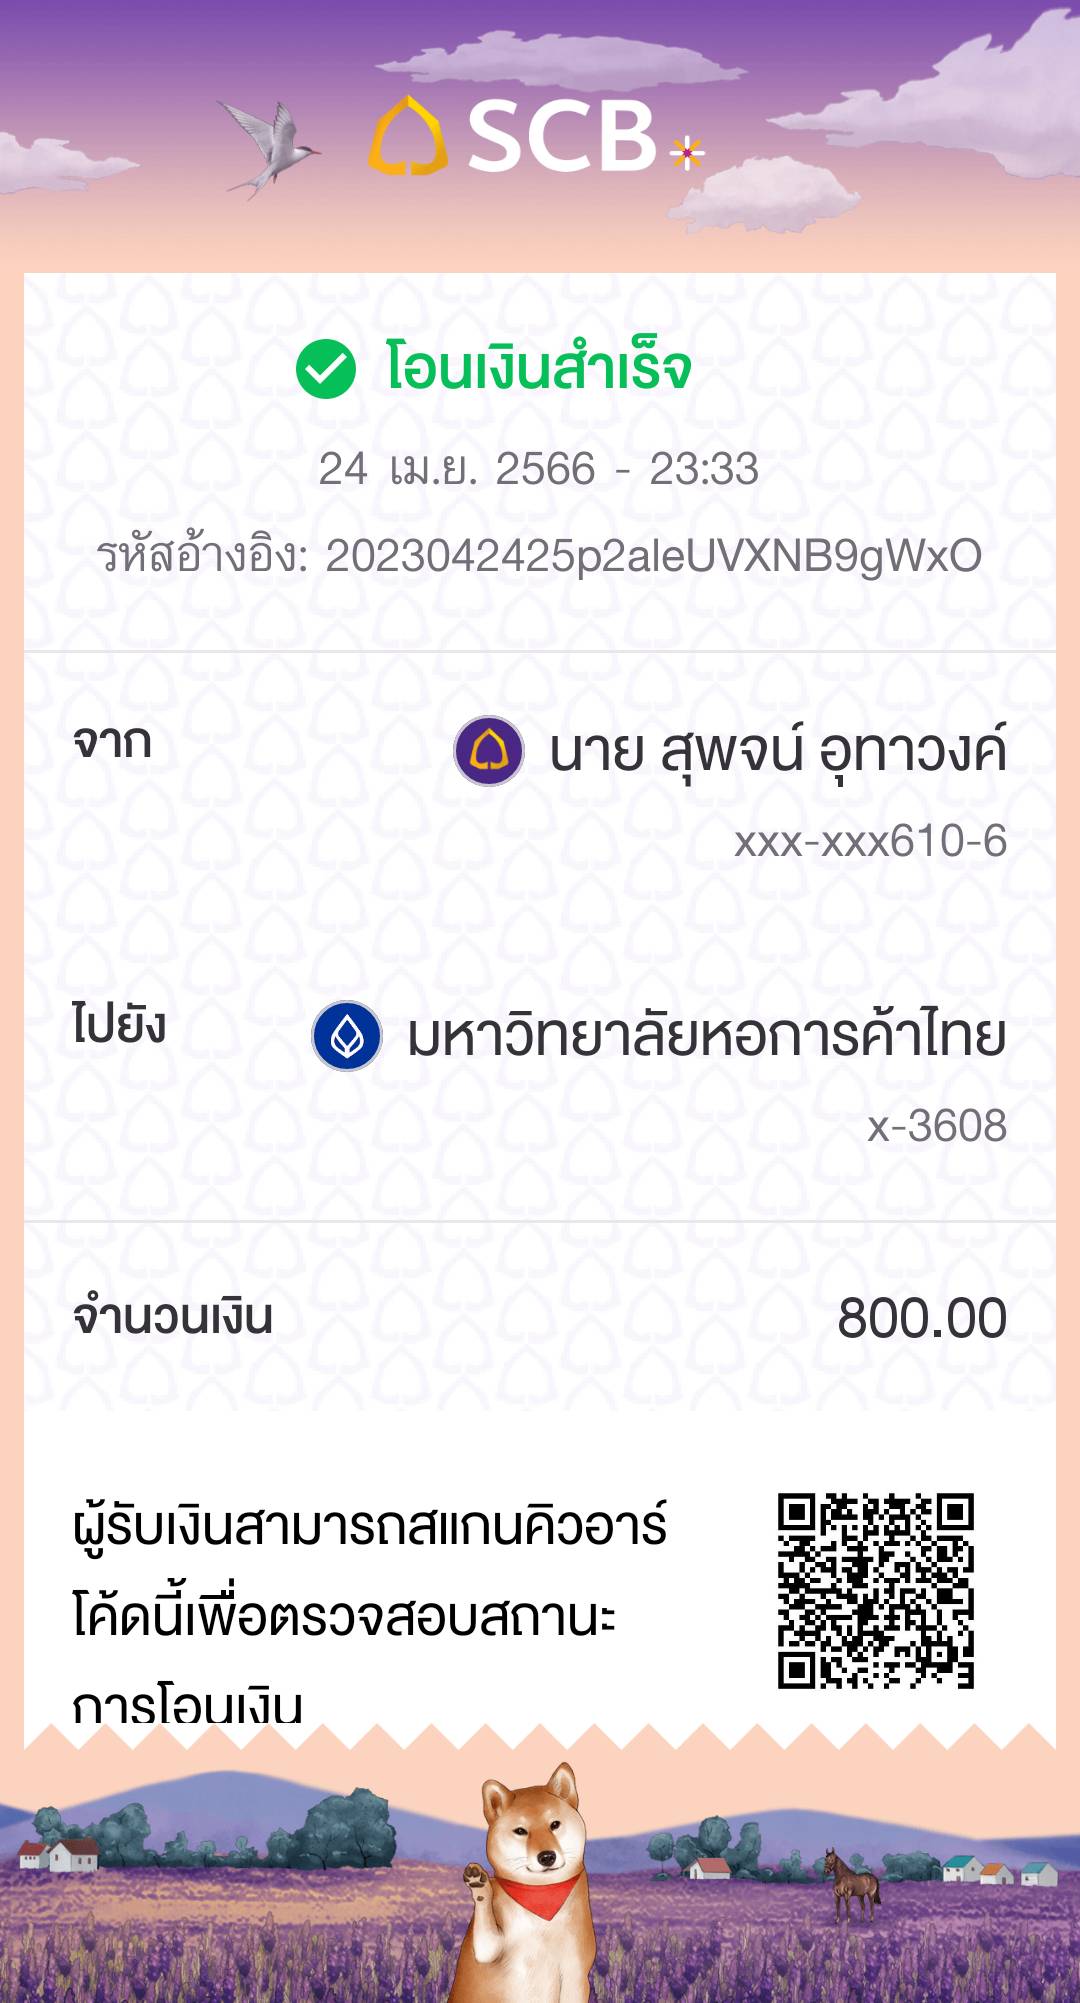 SCB
โอนเงินสำเร็จ
24 เม.ย. 2566 - 23:33
รหัสอ้างอิง: 2023042425p2aleUVXNB9gWxO
จาก
นาย สุพจน์ อุทาวงค์
xxx-xxx610-6
ไปยัง
มหาวิทยาลัยหอการค้าไทย
x-3608
จำนวนเงิน
800.00
ผู้รับเงินสามารถสแกนคิวอาร์
โค้ดนี้เพื่อตรวจสอบสถานะ
การโอนเงิน